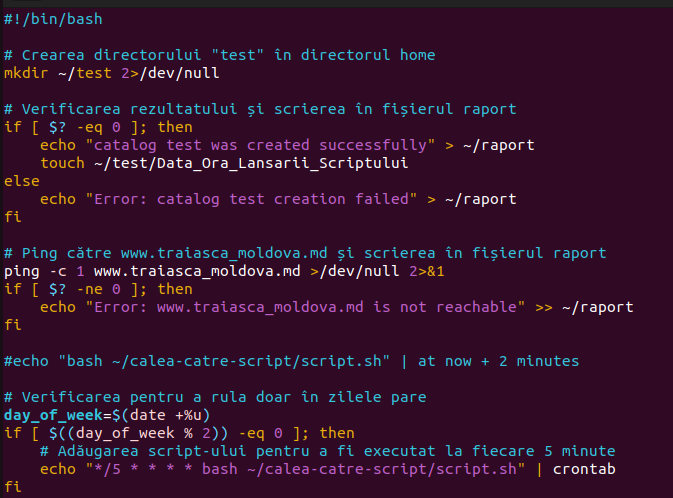 #!/bin/bash
# Crearea directorului "test" în directorul home
mkdir ~/test 2>/dev/null
# Verificarea rezultatului și scrierea în fișierul raport
if [ $? -eq 0 ]; then
    echo "catalog test was created successfully" > ~/raport
    touch ~/test/Data_Ora_Lansarii_Scriptului
else
    echo "Error: catalog test creation failed" > ~/raport
fi
# Ping către www.traiasca_moldova.md și scrierea în fișierul raport
ping -c 1 www.traiasca_moldova.md >/dev/null 2>&1
if [ $? -ne 0 ]; then
    echo "Error: www.traiasca_moldova.md is not reachable" >> ~/raport
fi
#echo "bash ~/calea-catre-script/script.sh" | at now + 2 minutes
# Verificarea pentru a rula doar în zilele pare
day_of_week=$(date +%u)
if [ $((day_of_week % 2)) -eq 0 ]; then
    # Adăugarea script-ului pentru a fi executat la fiecare 5 minute
    echo "*/5 * * * * bash ~/calea-catre-script/script.sh" | crontab
fi